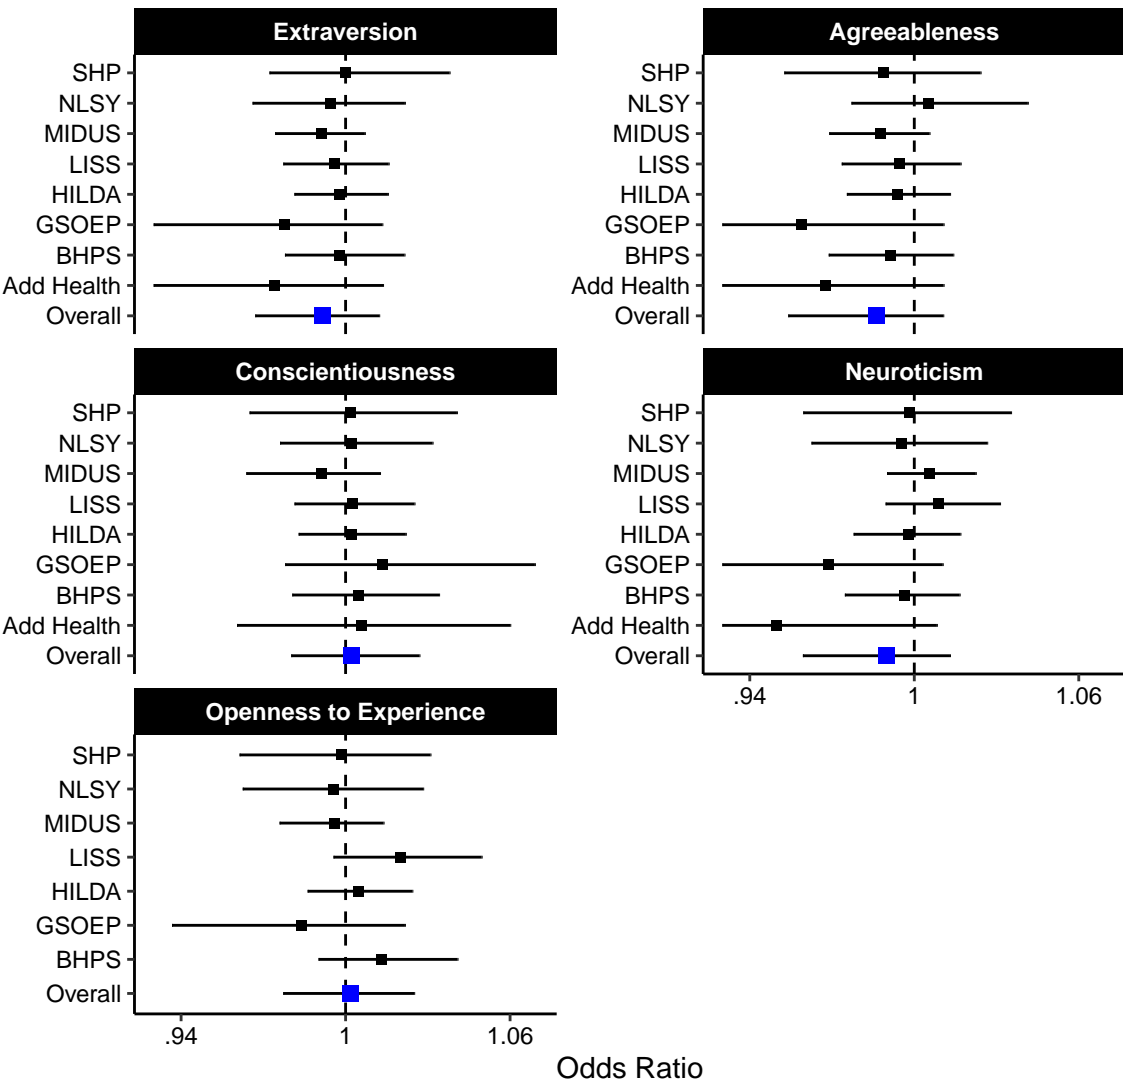 Extraversion
SHP
NLSY
MIDUS
LISS
HILDA
GSOEP
BHPS
Add Health
Overall
Agreeableness
SHP
NLSY
MIDUS
LISS
HILDA
GSOEP
BHPS
Add Health
Overall
Conscientiousness
SHP
NLSY
MIDUS
LISS
HILDA
GSOEP
BHPS
Add Health
Overall
Neuroticism
SHP
NLSY
MIDUS
LISS
HILDA
GSOEP
BHPS
Add Health
Overall
.94 1 1.06
Openness to Experience
SHP
NLSY
MIDUS
LISS
HILDA
GSOEP
BHPS
Overall
.94 1 1.06
Odds Ratio